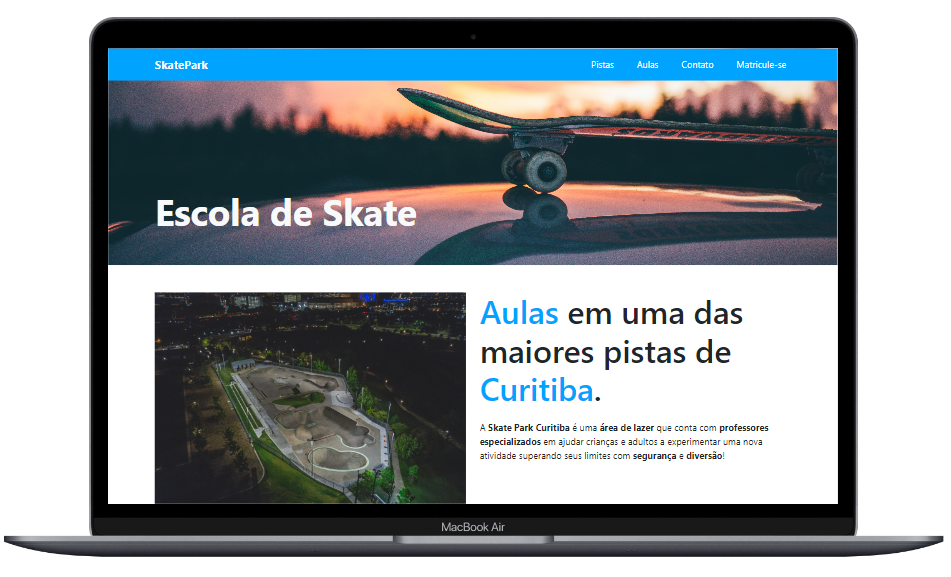 SkatePark
Pistas Aulas Contato Matricule-se
Escola de Skate
Aulas em uma das
maiores pistas de
Curitiba.
A Skate Park Curitiba é uma área de lazer que conta com professores
especializados em ajudar crianças e adultos a experimentar uma nova
atividade superando seus limites com segurança e diversão!
MacBook Air